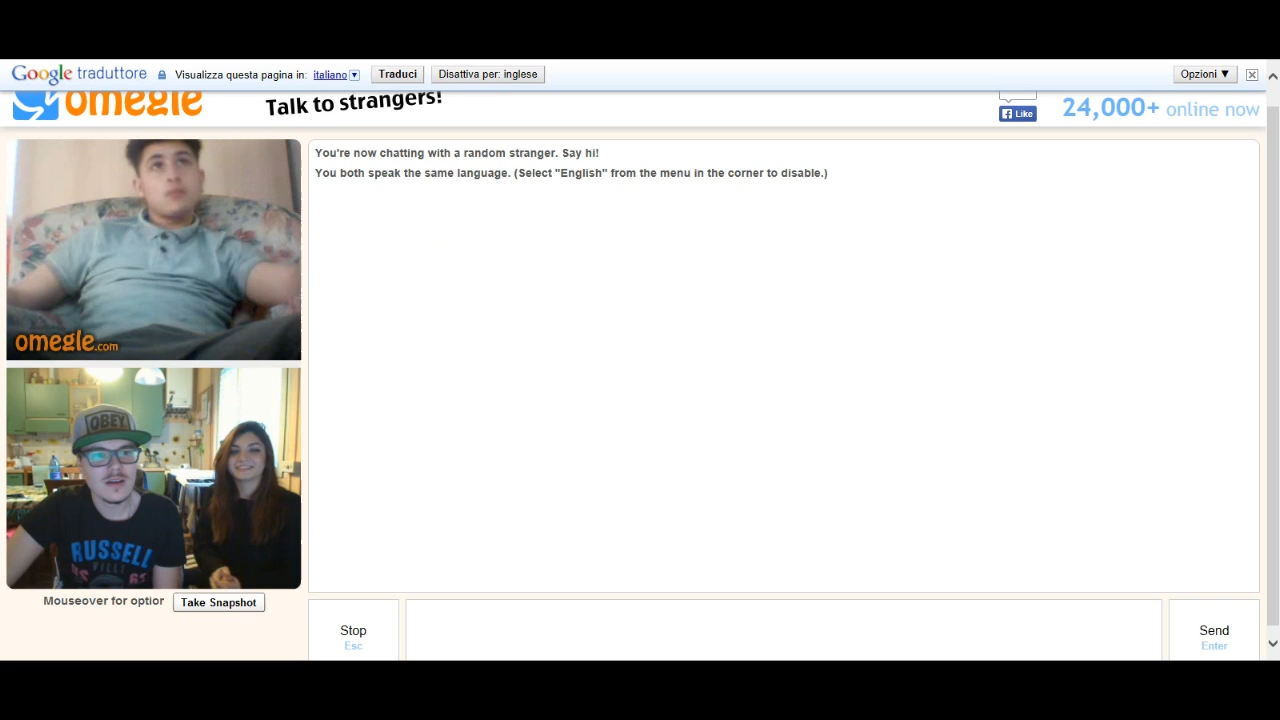 Google traduttore Visualizza questa pagina in: italiano Traduci Disattiva per: inglese Opzioni ▼
omegle Talk to strangers! Like 24,000+ online now
You're now chatting with a random stranger. Say hi!
You both speak the same language. (Select "English" from the menu in the corner to disable.)
omegle.com
OBEY
RUSSELL
Mouseover for optior Take Snapshot
Stop
Esc
Send
Enter